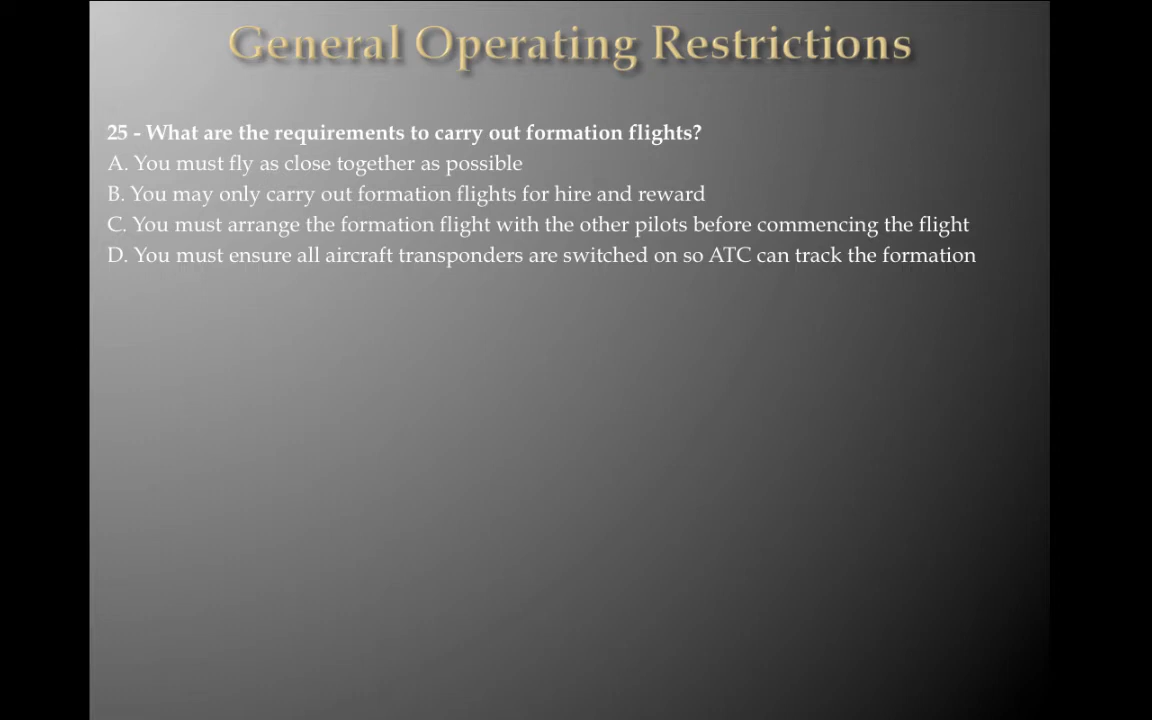 General Operating Restrictions
25 - What are the requirements to carry out formation flights?
A. You must fly as close together as possible
B. You may only carry out formation flights for hire and reward
C. You must arrange the formation flight with the other pilots before commencing the flight
D. You must ensure all aircraft transponders are switched on so ATC can track the formation